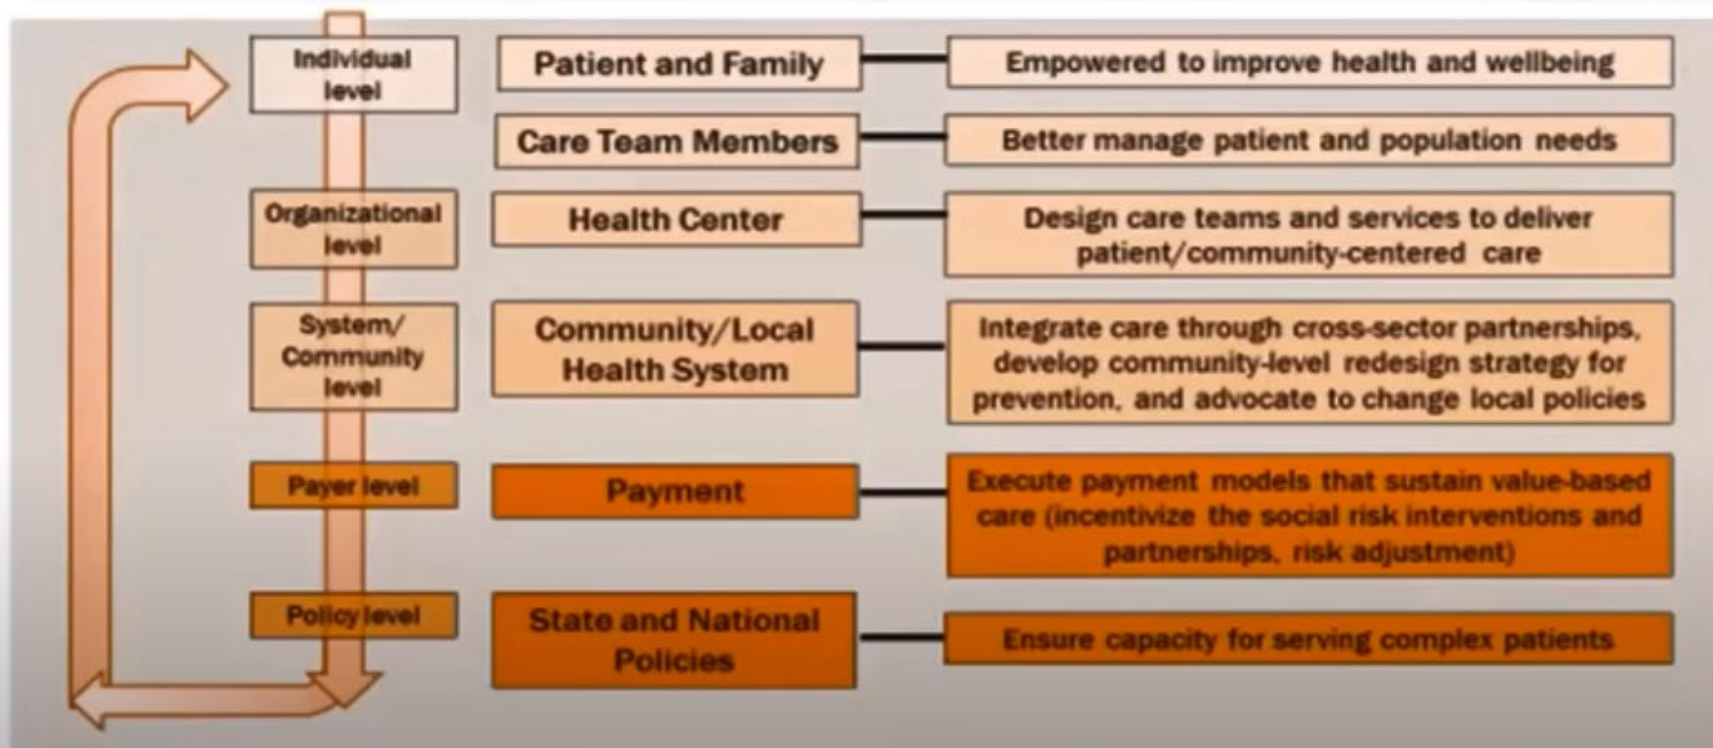 Individual
level
Patient and Family
Empowered to improve health and wellbeing
Care Team Members
Better manage patient and population needs
Organizational
level
Health Center
Design care teams and services to deliver
patient/community-centered care
System/
Community
level
Community/Local
Health System
Integrate care through cross-sector partnerships,
develop community-level redesign strategy for
prevention, and advocate to change local policies
Payer level
Payment
Execute payment models that sustain value-based
care (incentivize the social risk interventions and
partnerships, risk adjustment)
Policy level
State and National
Policies
Ensure capacity for serving complex patients